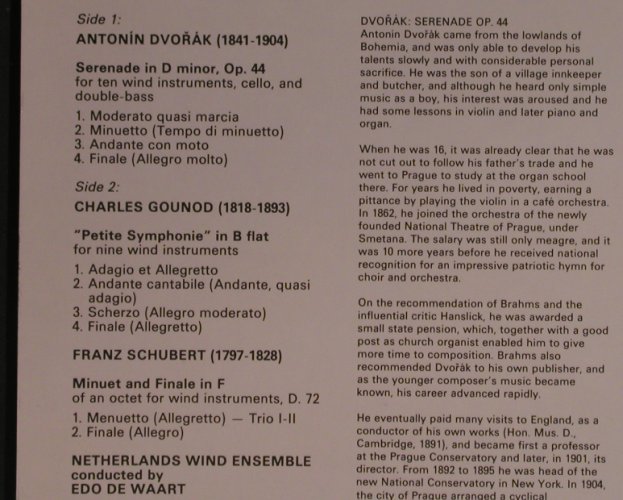 Side 1:
ANTONÍN DVOŘÁK (1841-1904)
Serenade in D minor, Op. 44
for ten wind instruments, cello, and
double-bass
1. Moderato quasi marcia
2. Minuetto (Tempo di minuetto)
3. Andante con moto
4. Finale (Allegro molto)
Side 2:
CHARLES GOUNOD (1818-1893)
"Petite Symphonie" in B flat
for nine wind instruments
1. Adagio et Allegretto
2. Andante cantabile (Andante, quasi
adagio)
3. Scherzo (Allegro moderato)
4. Finale (Allegretto)
FRANZ SCHUBERT (1797-1828)
Minuet and Finale in F
of an octet for wind instruments, D. 72
1. Menuetto (Allegretto) — Trio I-II
2. Finale (Allegro)
NETHERLANDS WIND ENSEMBLE
conducted by
EDO DE WAART
DVOŘÁK: SERENADE OP. 44
Antonín Dvořák came from the lowlands of
Bohemia, and was only able to develop his
talents slowly and with considerable personal
sacrifice. He was the son of a village innkeeper
and butcher, and although he heard only simple
music as a boy, his interest was aroused and he
had some lessons in violin and later piano and
organ.
When he was 16, it was already clear that he was
not cut out to follow his father's trade and he
went to Prague to study at the organ school
there. For years he lived in poverty, earning a
pittance by playing the violin in a café orchestra.
In 1862, he joined the orchestra of the newly
founded National Theatre of Prague, under
Smetana. The salary was still only meagre, and it
was 10 more years before he received national
recognition for an impressive patriotic hymn for
choir and orchestra.
On the recommendation of Brahms and the
influential critic Hanslick, he was awarded a
small state pension, which, together with a good
post as church organist enabled him to give
more time to composition. Brahms also
recommended Dvořák to his own publisher, and
as the younger composer's music became
known, his career advanced rapidly.
He eventually paid many visits to England, as a
conductor of his own works (Hon. Mus. D.,
Cambridge, 1891), and became first a professor
at the Prague Conservatory and later, in 1901, its
director. From 1892 to 1895 he was head of the
new National Conservatory in New York. In 1904,
the city of Prague arranged a cyclical